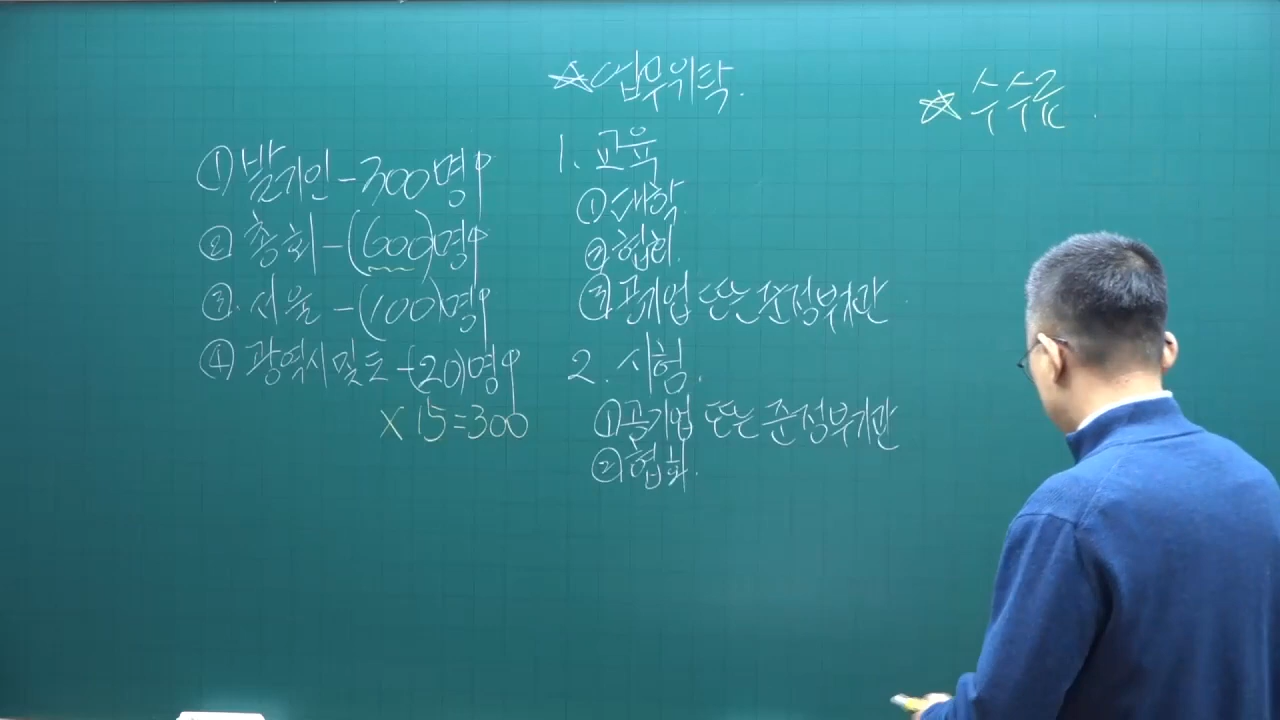 ① 발기인 - 300명↑
② 총회 - (600)명↑
③. 서울 - (100)명↑
④ 광역시 및 도 - (20)명↑
X 15 = 300
☆ 업무위탁.
1. 교육
① 대학.
② 협회.
③ 공기업 또는 준정부기관.
2. 시험.
① 공기업 또는 준정부기관
② 협회.
☆ 수수료.